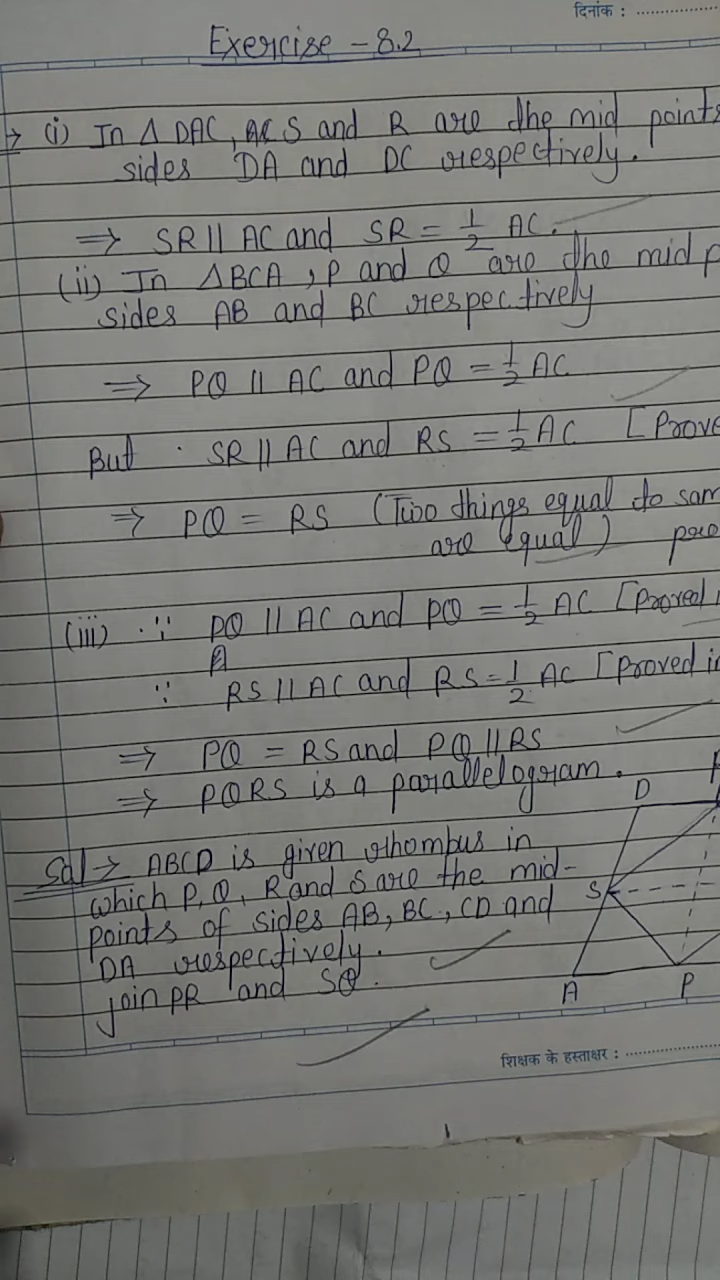 दिनांक :
Exercise - 8.2
→ (i) In Δ DAC, S and R are the mid points
sides DA and DC respectively.
⇒ SR || AC and SR = 1/2 AC.
(ii) In ΔBCA, P and Q are the mid p
sides AB and BC respectively
⇒ PQ || AC and PQ = 1/2 AC
But · SR || AC and RS = 1/2 AC [Prove
⇒ PQ = RS (Two things equal to sam
are equal) pro
(iii) ∵ PQ || AC and PQ = 1/2 AC [Proved i
∵ RS || AC and RS = 1/2 AC [Proved in
⇒ PQ = RS and PQ || RS
⇒ PQRS is a parallelogram.
Sol → ABCD is given rhombus in
which P, Q, R and S are the mid-
points of sides AB, BC, CD and
DA respectively.
join PR and SQ.
D
S
A P
शिक्षक के हस्ताक्षर :